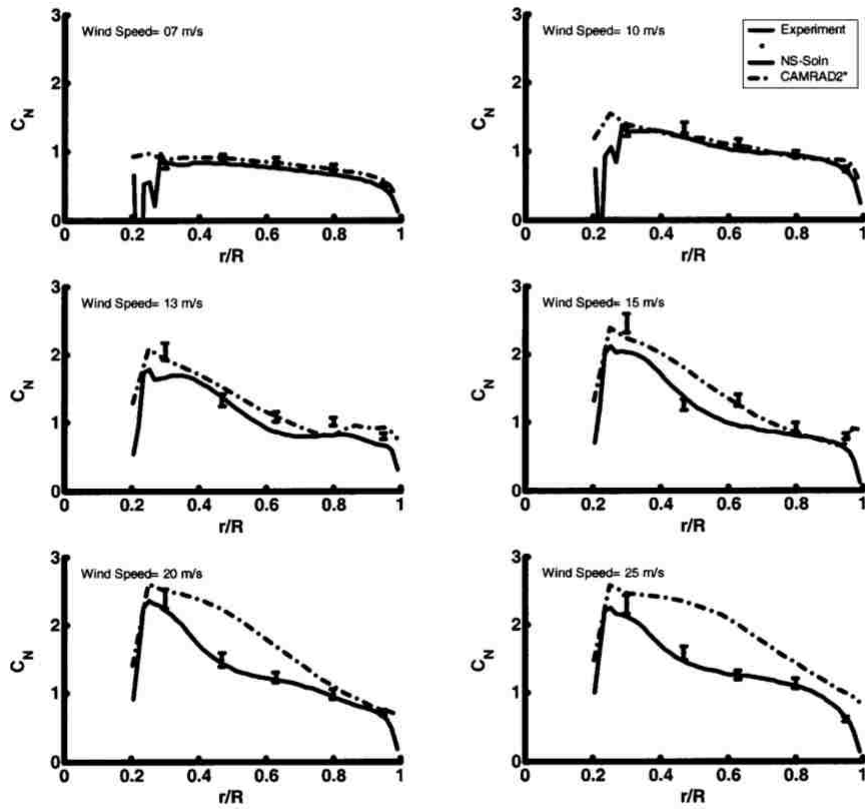 Wind Speed= 07 m/s
C_N
3
2
1
0
0 0.2 0.4 0.6 0.8 1
r/R
Wind Speed= 10 m/s
Experiment
NS-Soln
CAMRAD2*
C_N
3
2
1
0
0 0.2 0.4 0.6 0.8 1
r/R
Wind Speed= 13 m/s
C_N
3
2
1
0
0 0.2 0.4 0.6 0.8 1
r/R
Wind Speed= 15 m/s
C_N
3
2
1
0
0 0.2 0.4 0.6 0.8 1
r/R
Wind Speed= 20 m/s
C_N
3
2
1
0
0 0.2 0.4 0.6 0.8 1
r/R
Wind Speed= 25 m/s
C_N
3
2
1
0
0 0.2 0.4 0.6 0.8 1
r/R